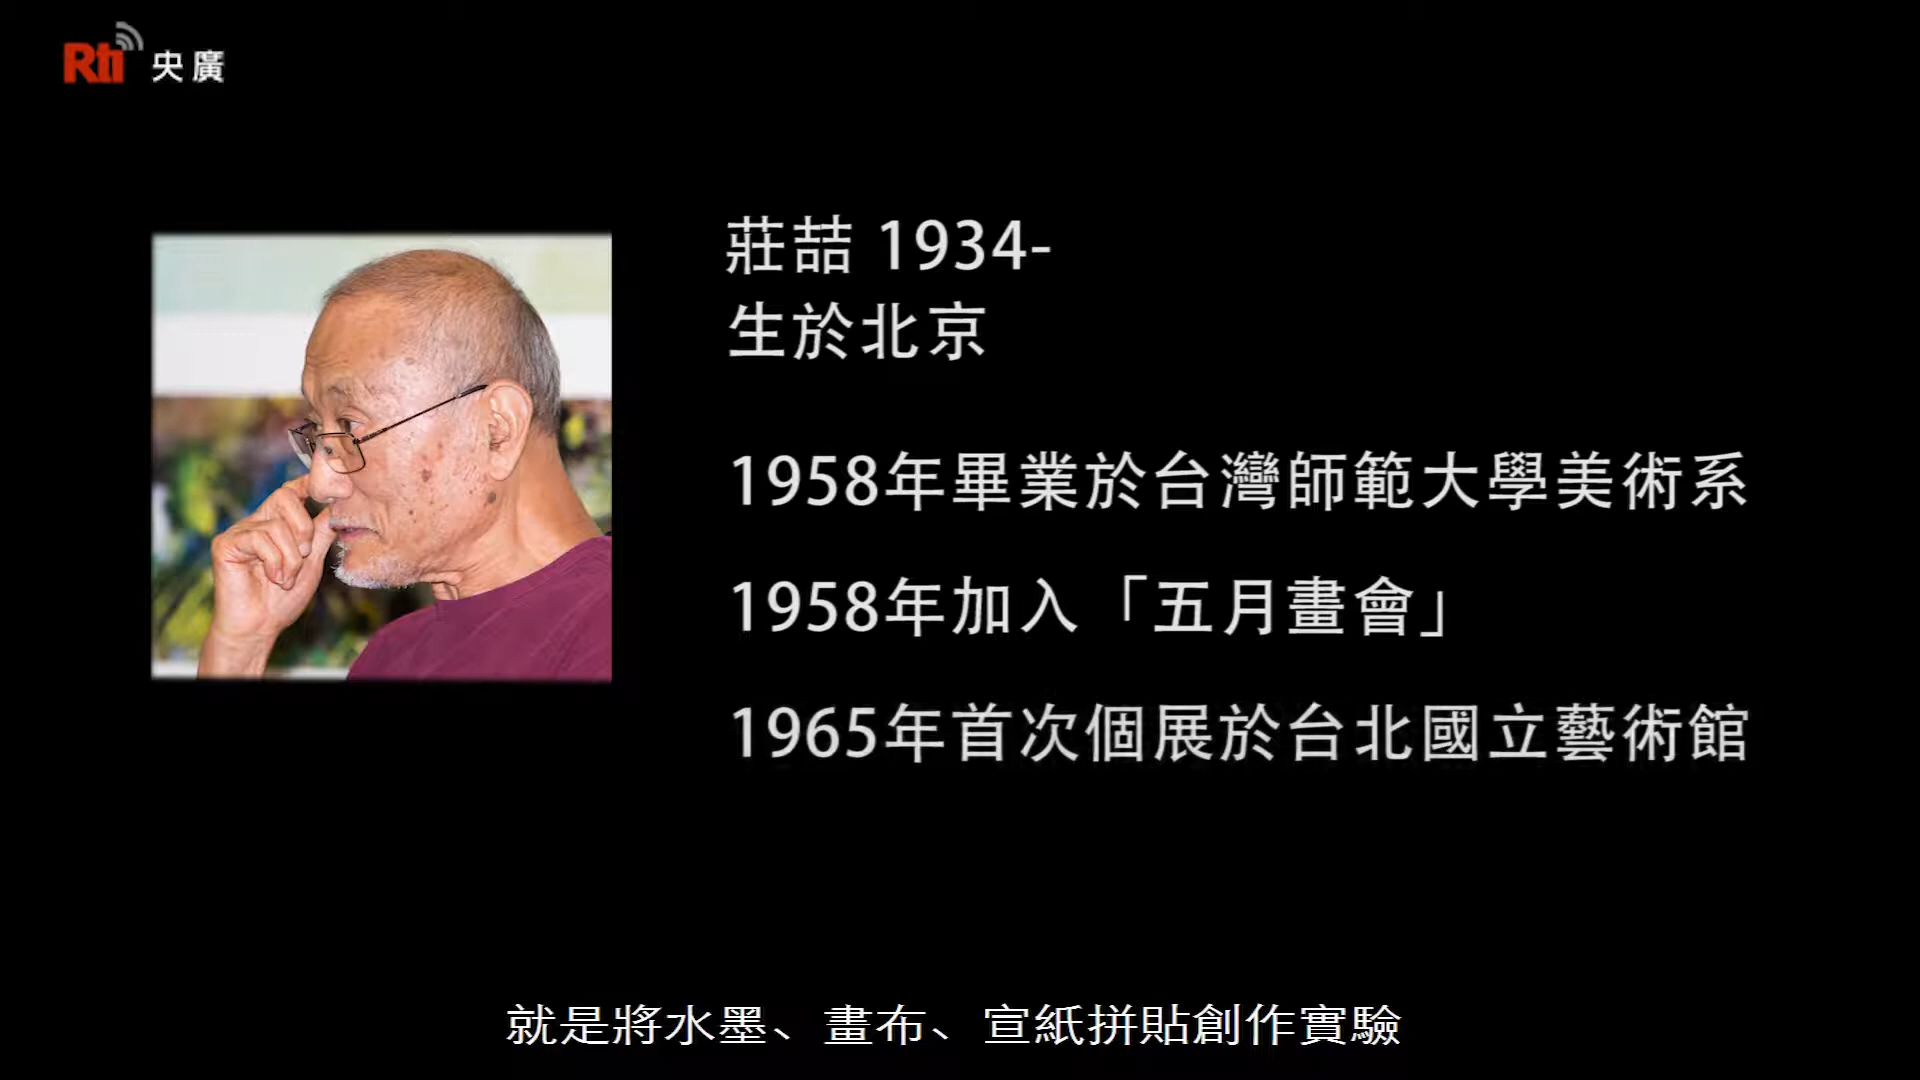 Rti 央廣
莊喆 1934-
生於北京
1958年畢業於台灣師範大學美術系
1958年加入「五月畫會」
1965年首次個展於台北國立藝術館
就是將水墨、畫布、宣紙拼貼創作實驗